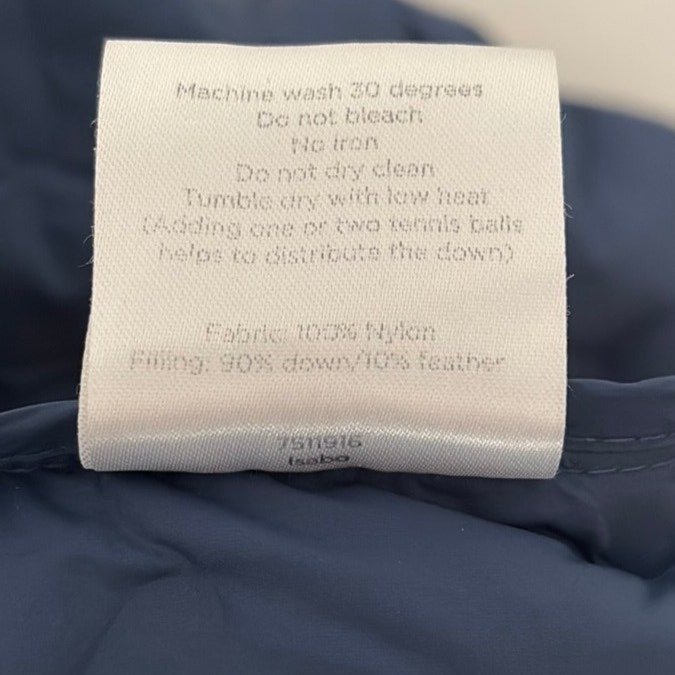 Machine wash 30 degrees
Do not bleach
No iron
Do not dry clean
Tumble dry with low heat
(Adding one or two tennis balls
helps to distribute the down)
Fabric: 100% Nylon
Filling: 90% down/10% feather
7511916
Isabo